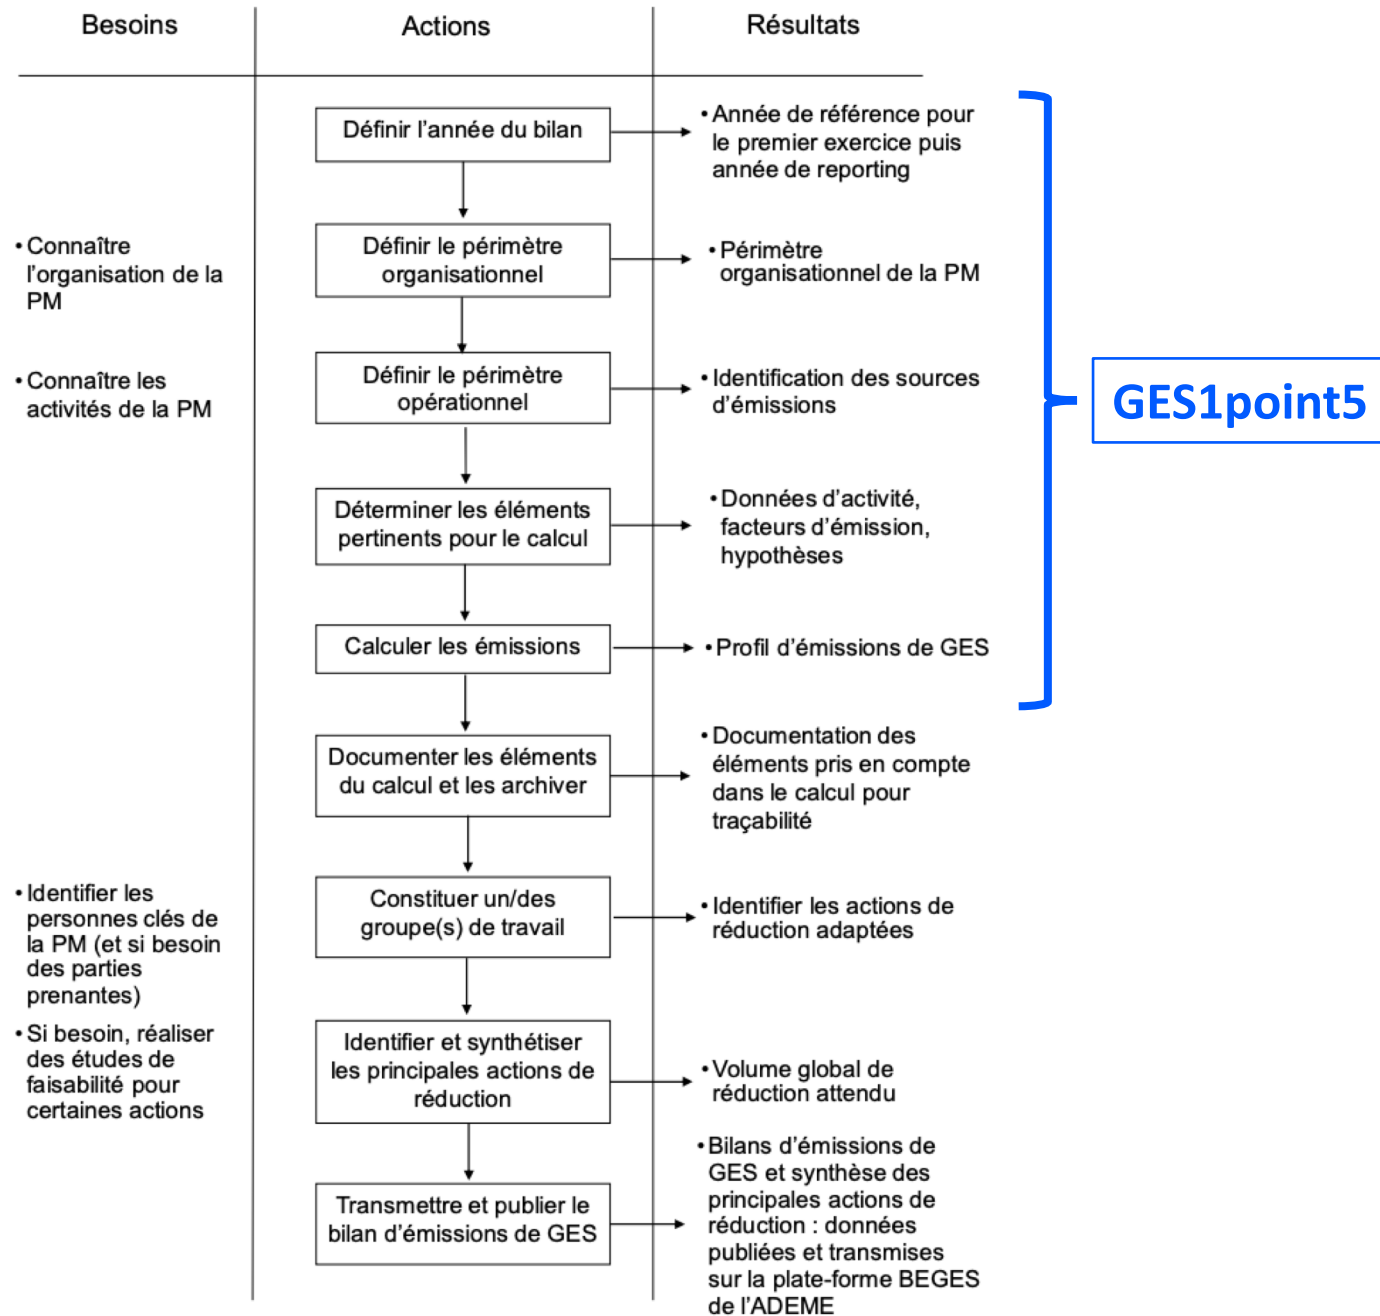 Besoins
Actions
Résultats
Définir l'année du bilan
• Année de référence pour
le premier exercice puis
année de reporting
• Connaître
l'organisation de la
PM
Définir le périmètre
organisationnel
• Périmètre
organisationnel de la PM
• Connaître les
activités de la PM
Définir le périmètre
opérationnel
• Identification des sources
d'émissions
GES1point5
Déterminer les éléments
pertinents pour le calcul
• Données d'activité,
facteurs d'émission,
hypothèses
Calculer les émissions
• Profil d'émissions de GES
Documenter les éléments
du calcul et les archiver
• Documentation des
éléments pris en compte
dans le calcul pour
traçabilité
• Identifier les
personnes clés de
la PM (et si besoin
des parties
prenantes)
Constituer un/des
groupe(s) de travail
• Identifier les actions de
réduction adaptées
• Si besoin, réaliser
des études de
faisabilité pour
certaines actions
Identifier et synthétiser
les principales actions de
réduction
• Volume global de
réduction attendu
Transmettre et publier le
bilan d'émissions de GES
• Bilans d'émissions de
GES et synthèse des
principales actions de
réduction : données
publiées et transmises
sur la plate-forme BEGES
de l'ADEME